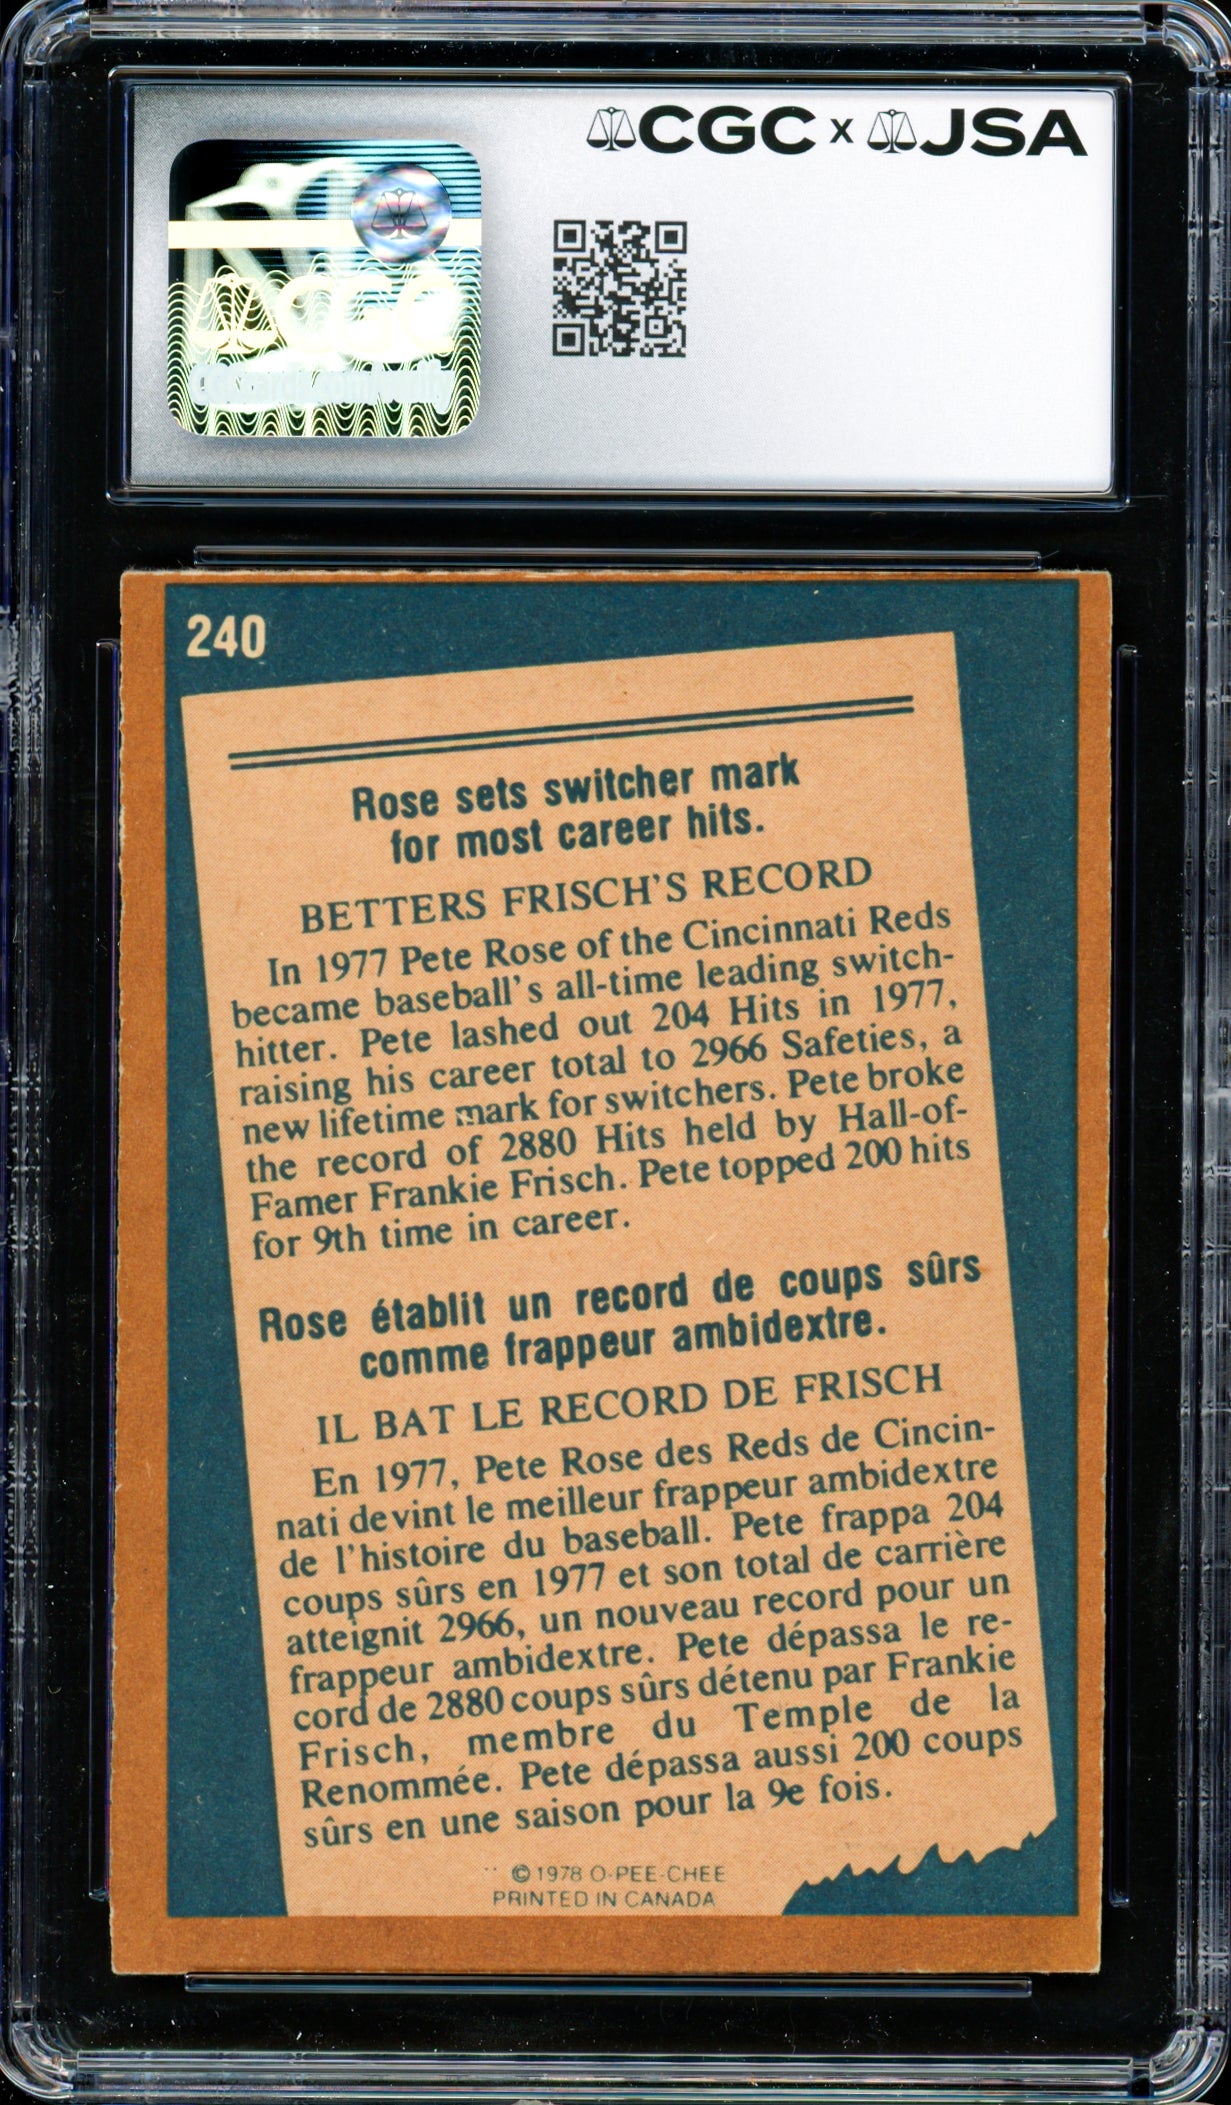 CGC x JSA
CGC
240
Rose sets switcher mark
for most career hits.
BETTERS FRISCH'S RECORD
In 1977 Pete Rose of the Cincinnati Reds
became baseball's all-time leading switch-
hitter. Pete lashed out 204 Hits in 1977,
raising his career total to 2966 Safeties, a
new lifetime mark for switchers. Pete broke
the record of 2880 Hits held by Hall-of-
Famer Frankie Frisch. Pete topped 200 hits
for 9th time in career.
Rose établit un record de coups sûrs
comme frappeur ambidextre.
IL BAT LE RECORD DE FRISCH
En 1977, Pete Rose des Reds de Cincin-
nati devint le meilleur frappeur ambidextre
de l'histoire du baseball. Pete frappa 204
coups sûrs en 1977 et son total de carrière
atteignit 2966, un nouveau record pour un
frappeur ambidextre. Pete dépassa le re-
cord de 2880 coups sûrs détenu par Frankie
Frisch, membre du Temple de la
Renommée. Pete dépassa aussi 200 coups
sûrs en une saison pour la 9e fois.
© 1978 O-PEE-CHEE
PRINTED IN CANADA